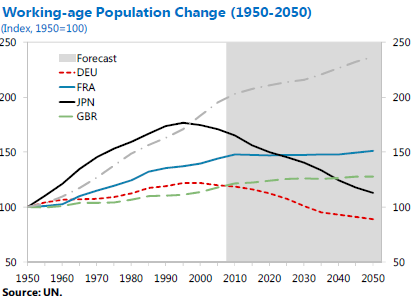 Working-age Population Change (1950-2050)
(Index, 1950=100)
250 250
Forecast
DEU
FRA
JPN
GBR
200 200
150 150
100 100
50 50
1950 1960 1970 1980 1990 2000 2010 2020 2030 2040 2050
Source: UN.